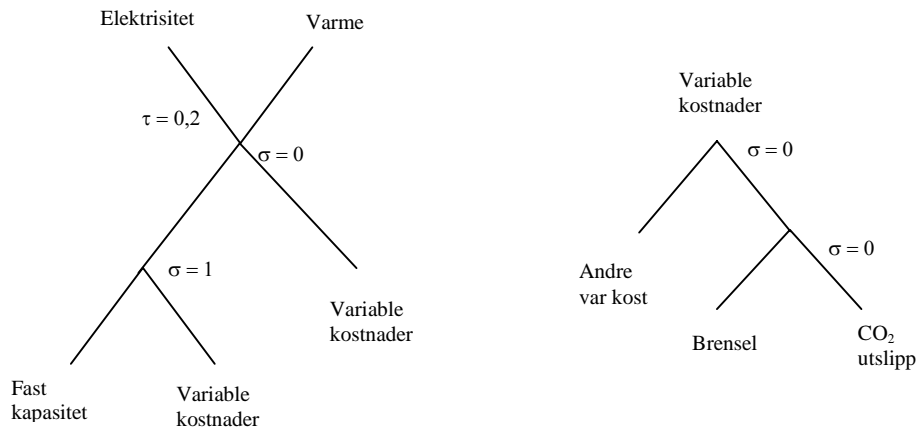 Elektrisitet
Varme
τ = 0,2
σ = 0
σ = 1
Variable
kostnader
Fast
kapasitet
Variable
kostnader
Variable
kostnader
σ = 0
σ = 0
Andre
var kost
Brensel
CO₂
utslipp